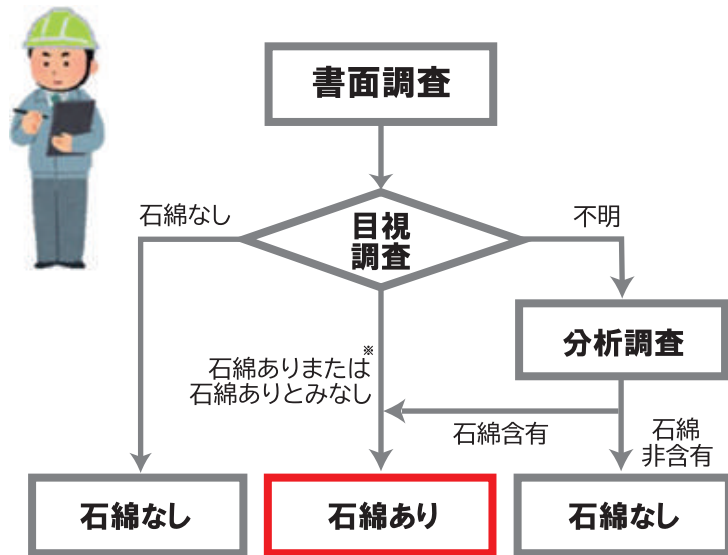 書面調査
石綿なし
目視
調査
不明
分析調査
※
石綿ありまたは
石綿ありとみなし
石綿含有
石綿
非含有
石綿なし
石綿あり
石綿なし